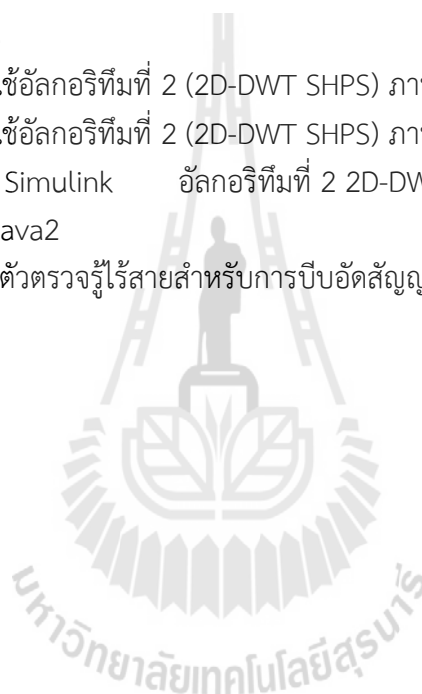 ช้อัลกอริทึมที่ 2 (2D-DWT SHPS) ภา
ช้อัลกอริทึมที่ 2 (2D-DWT SHPS) ภา
Simulink อัลกอริทึมที่ 2 2D-DW
ava2
ตัวตรวจรู้ไร้สายสำหรับการบีบอัดสัญญ
มหาวิทยาลัยเทคโนโลยีสุรนารี